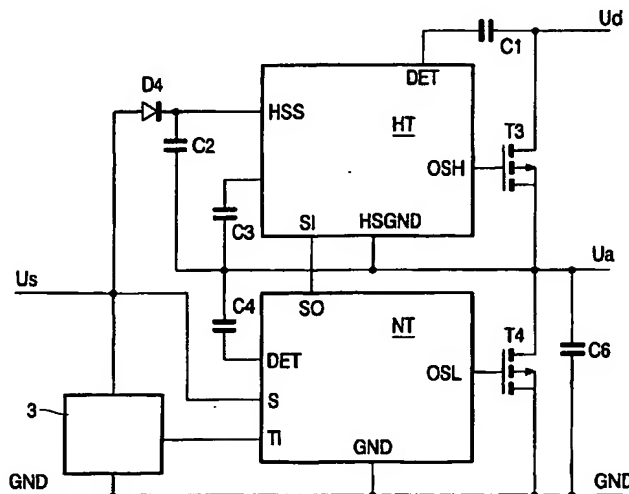 Ud
C1
DET
D4
HSS
HT
T3
C2
OSH
C3
SI
HSGND
Us
Ua
C4
SO
NT
T4
DET
OSL
C6
S
3
TI
GND
GND
GND